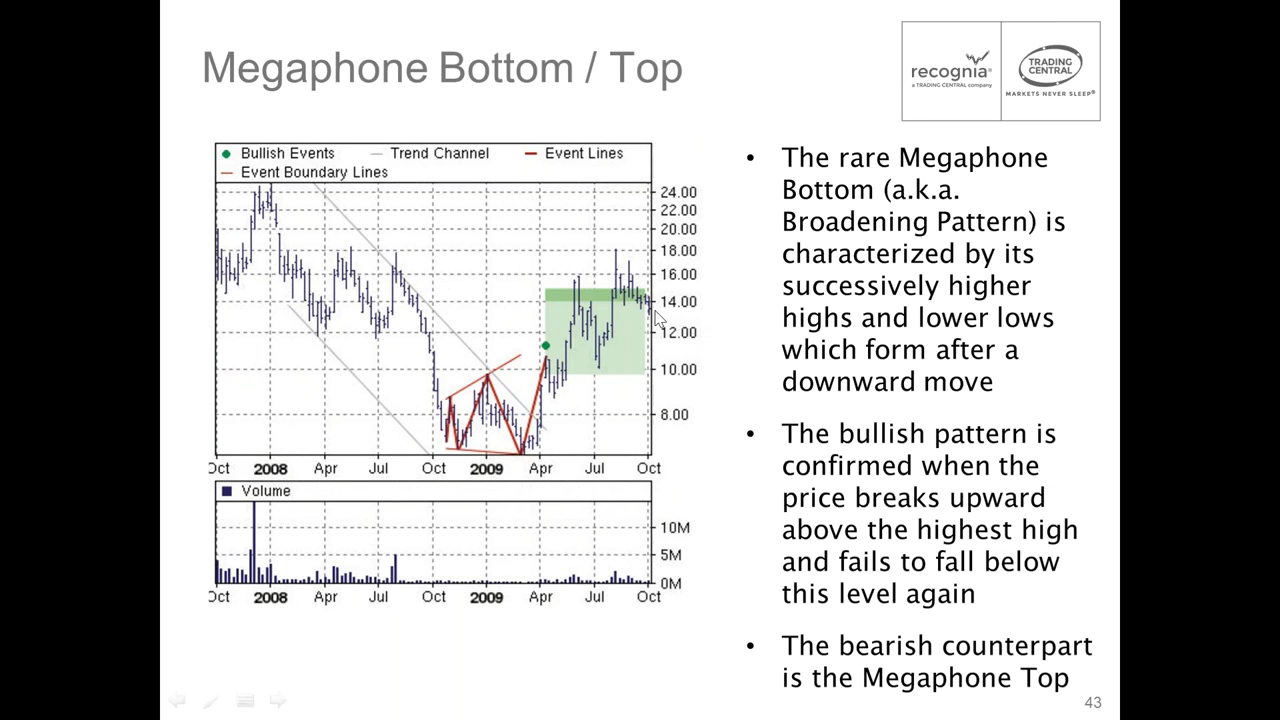 Megaphone Bottom / Top
recognia®
a TRADING CENTRAL company
TRADING
CENTRAL
MARKETS NEVER SLEEP®
Bullish Events
Trend Channel
Event Lines
Event Boundary Lines
24.00
22.00
20.00
18.00
16.00
14.00
12.00
10.00
8.00
Oct 2008 Apr Jul Oct 2009 Apr Jul Oct
Volume
10M
5M
0M
Oct 2008 Apr Jul Oct 2009 Apr Jul Oct
• The rare Megaphone
Bottom (a.k.a.
Broadening Pattern) is
characterized by its
successively higher
highs and lower lows
which form after a
downward move
• The bullish pattern is
confirmed when the
price breaks upward
above the highest high
and fails to fall below
this level again
• The bearish counterpart
is the Megaphone Top
43